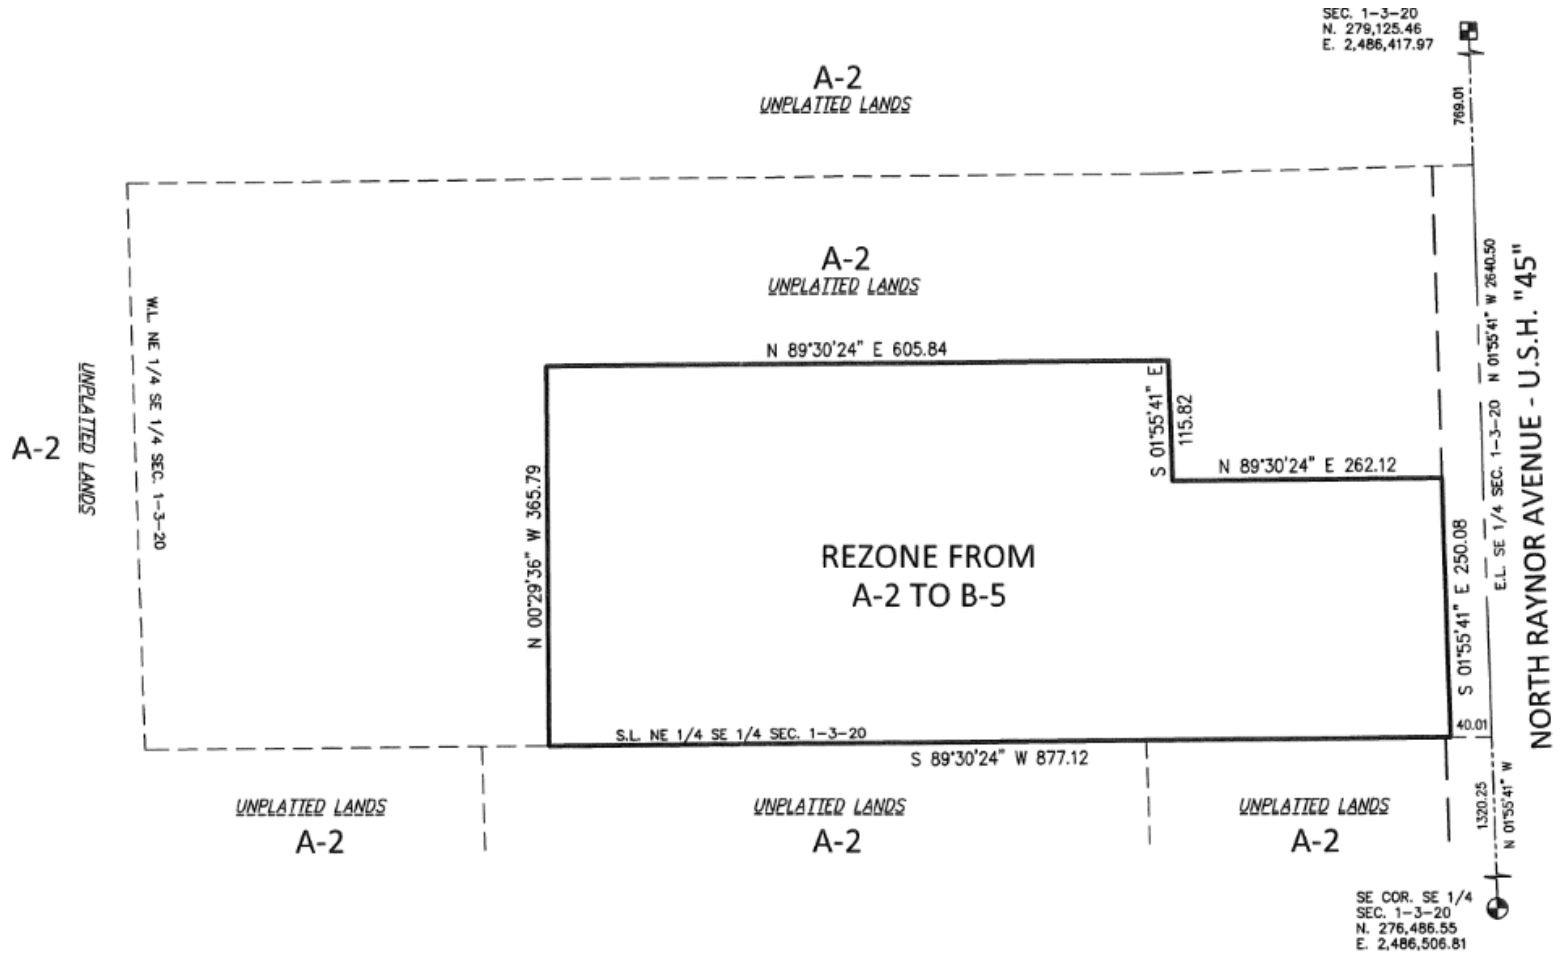 SEC. 1-3-20
N. 279,125.46
E. 2,486,417.97
769.01
A-2
UNPLATTED LANDS
A-2
UNPLATTED LANDS
W.L. NE 1/4 SE 1/4 SEC. 1-3-20
A-2
UNPLATTED LANDS
N 89°30'24" E 605.84
S 01°55'41" E
115.82
N 89°30'24" E 262.12
N 00°29'36" W 365.79
REZONE FROM
A-2 TO B-5
S 01°55'41" E 250.08
E.L. SE 1/4 SEC. 1-3-20 N 01°55'41" W 2640.50
NORTH RAYNOR AVENUE - U.S.H. "45"
40.01
S.L. NE 1/4 SE 1/4 SEC. 1-3-20
S 89°30'24" W 877.12
UNPLATTED LANDS
A-2
UNPLATTED LANDS
A-2
UNPLATTED LANDS
A-2
1320.25
N 01°55'41" W
SE COR. SE 1/4
SEC. 1-3-20
N. 276,486.55
E. 2,486,506.81